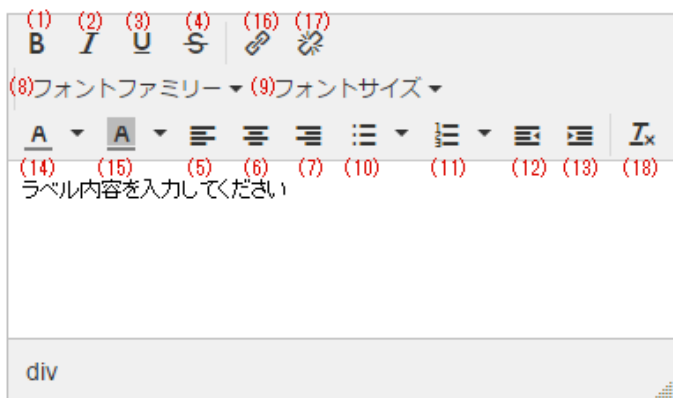 (1) (2) (3) (4) (16) (17)
B I U S
(8)フォントファミリー (9)フォントサイズ
A A
(14) (15) (5) (6) (7) (10) (11) (12) (13) (18)
ラベル内容を入力してください
div